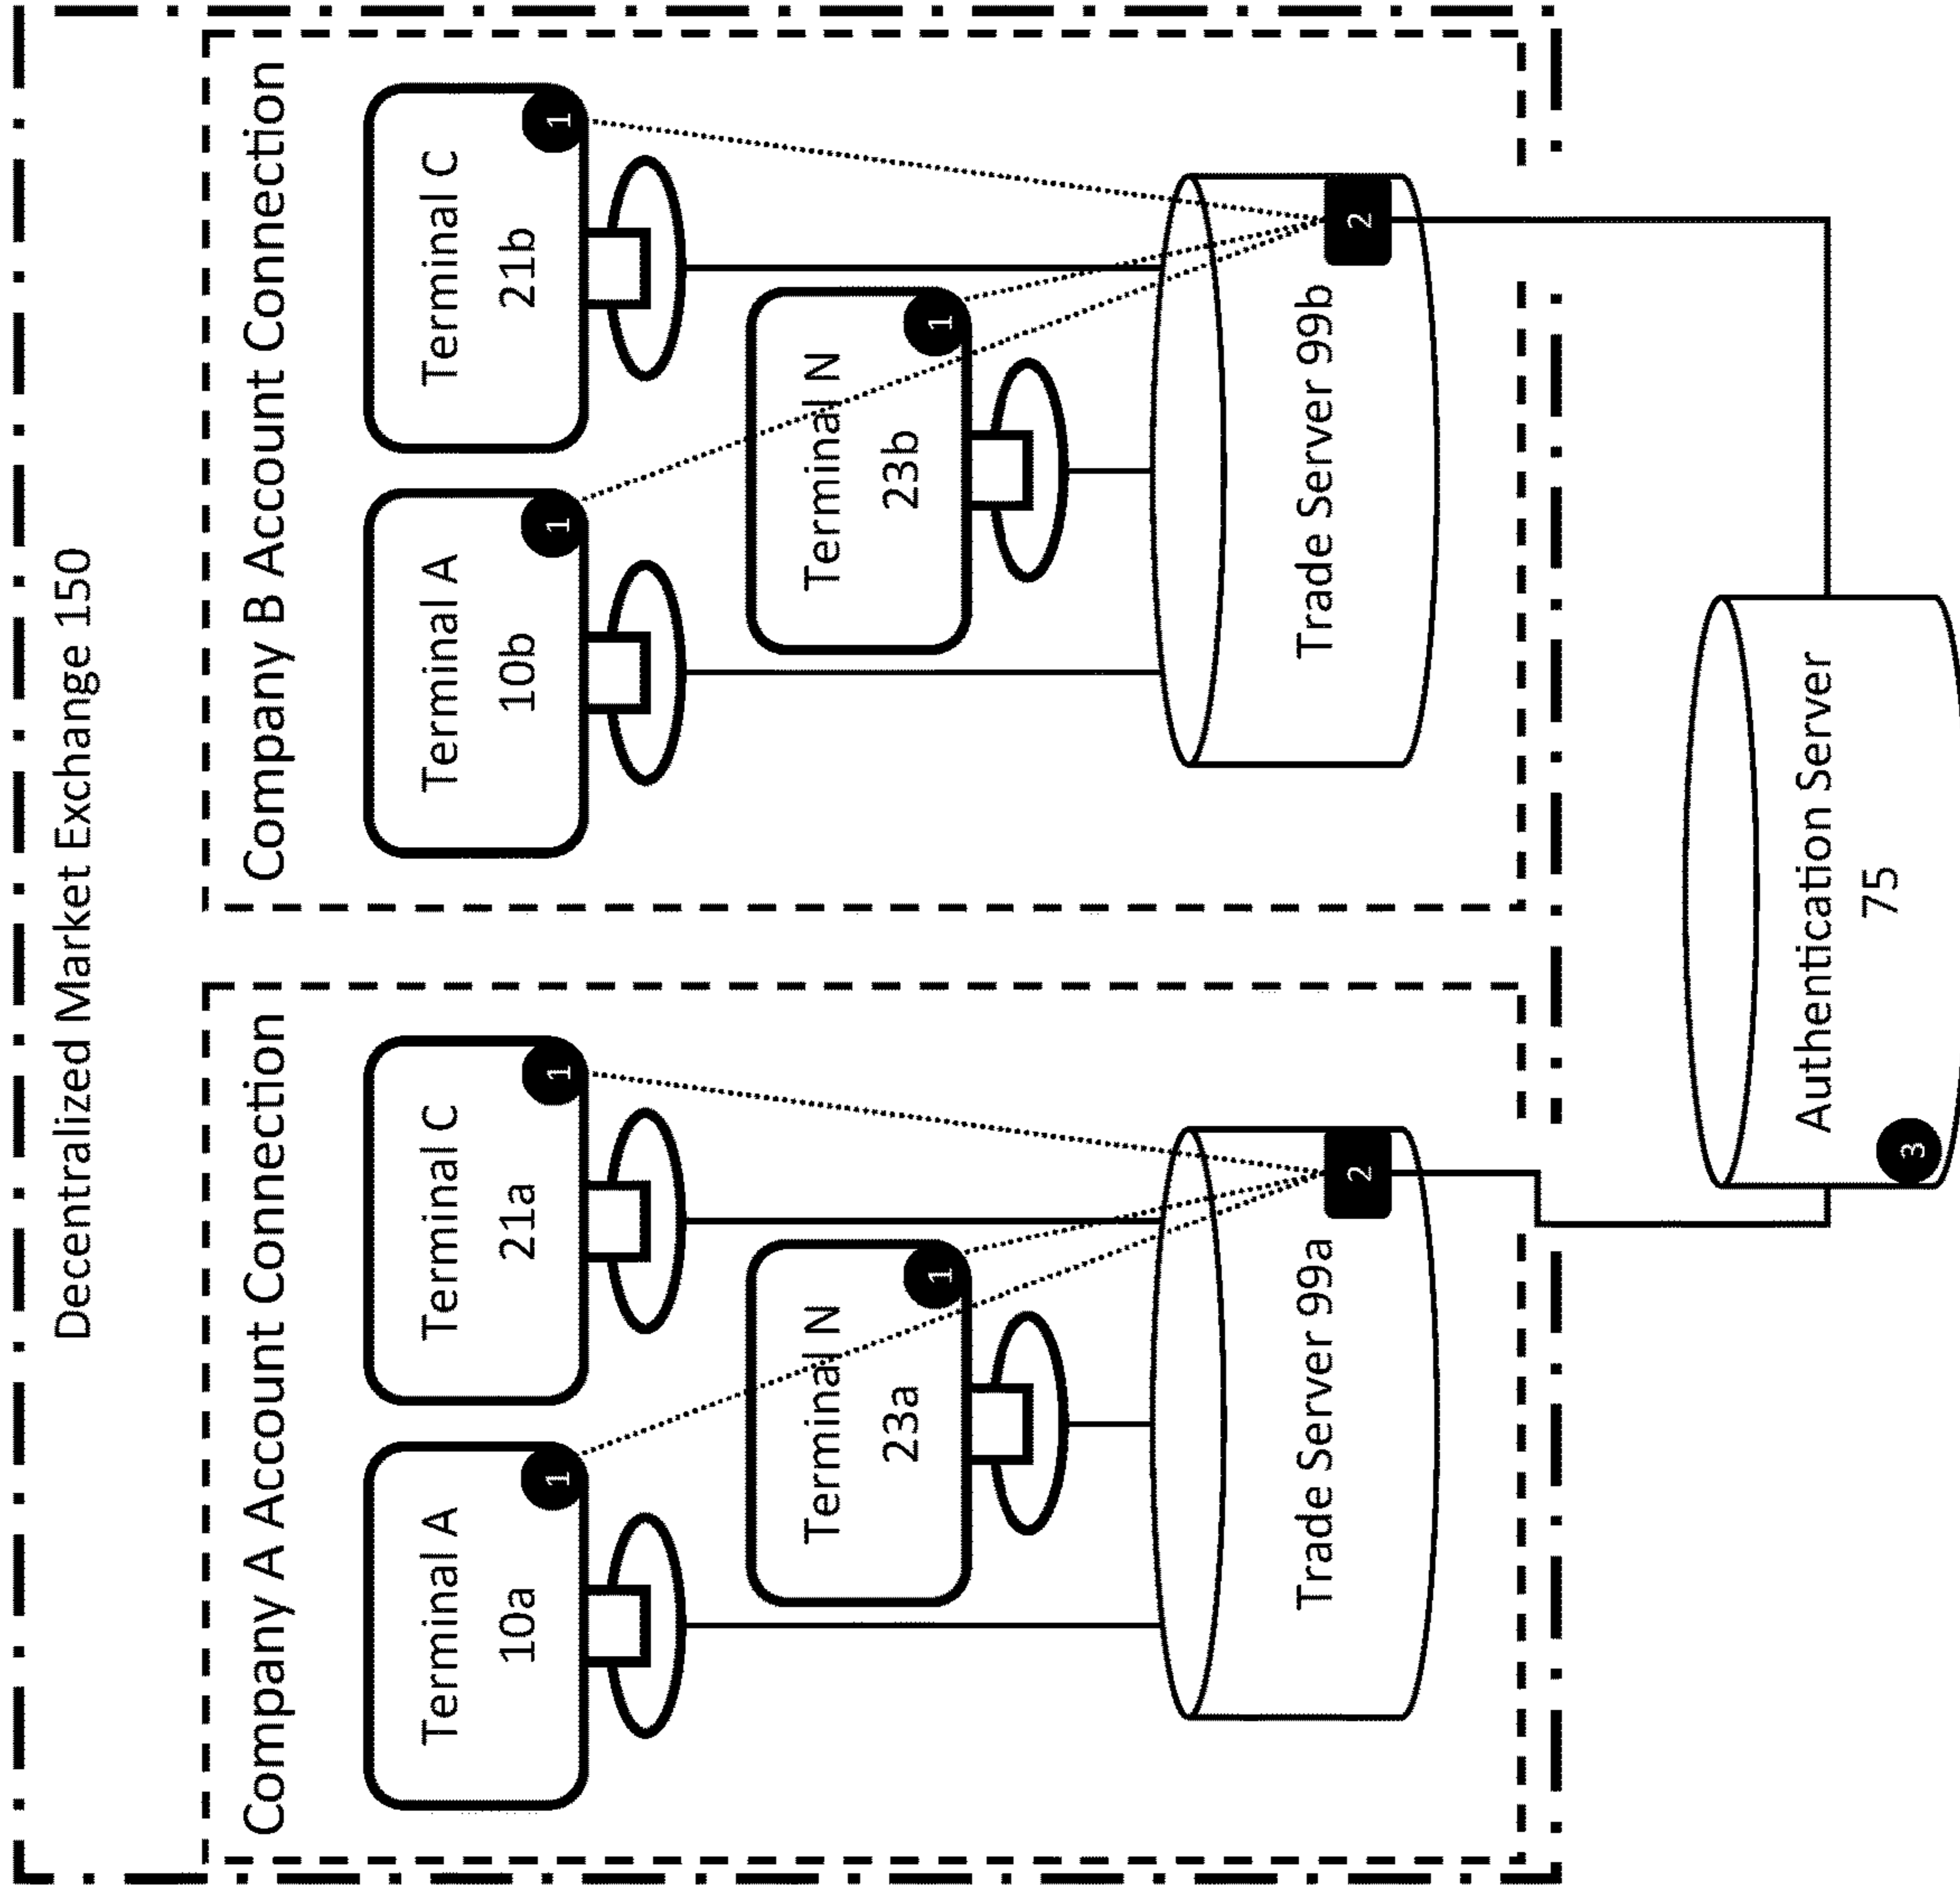 Decentralized Market Exchange 150
Company A Account Connection
Terminal A
10a
1
Terminal C
21a
1
Terminal N
23a
1
Trade Server 99a
2
Company B Account Connection
Terminal A
10b
1
Terminal C
21b
1
Terminal N
23b
1
Trade Server 99b
2
Authentication Server
75
3